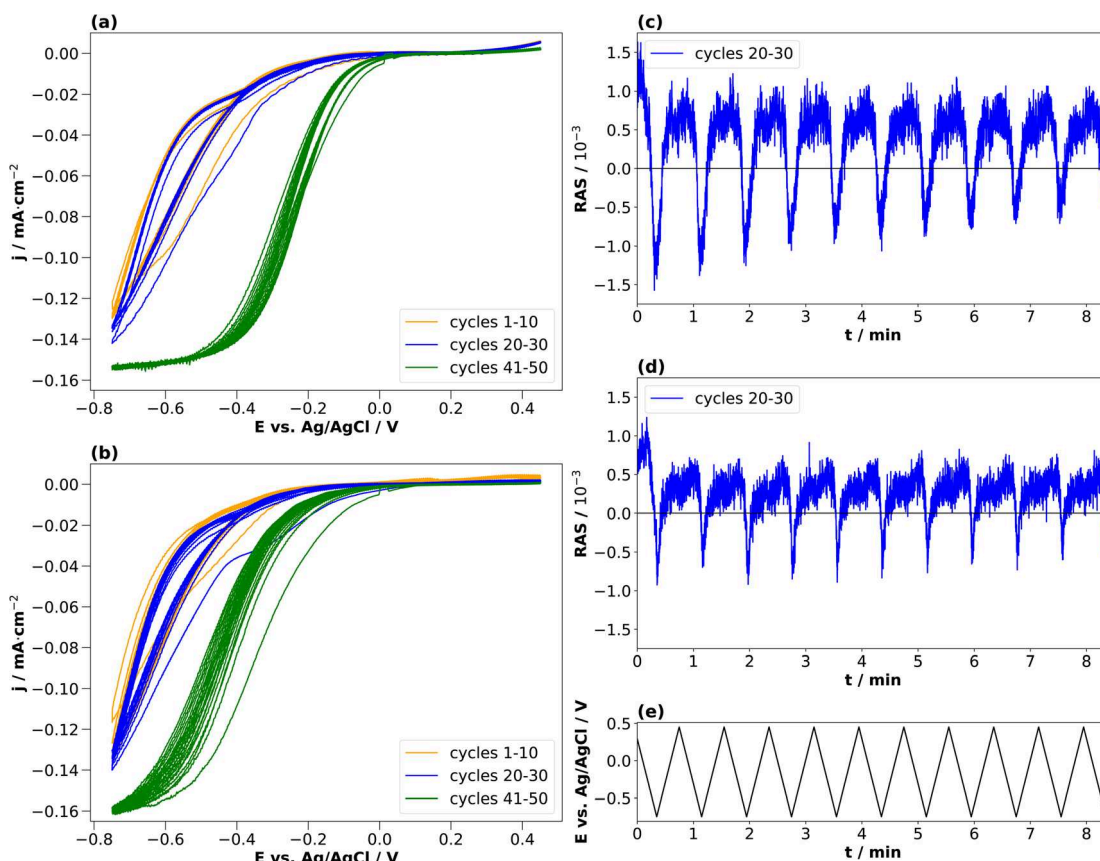 (a)
0.00
−0.02
−0.04
−0.06
−0.08
−0.10
−0.12
−0.14
−0.16
j / mA·cm⁻²
cycles 1-10
cycles 20-30
cycles 41-50
−0.8 −0.6 −0.4 −0.2 0.0 0.2 0.4
E vs. Ag/AgCl / V
(b)
0.00
−0.02
−0.04
−0.06
−0.08
−0.10
−0.12
−0.14
−0.16
j / mA·cm⁻²
cycles 1-10
cycles 20-30
cycles 41-50
−0.8 −0.6 −0.4 −0.2 0.0 0.2 0.4
E vs. Ag/AgCl / V
(c)
cycles 20-30
1.5
1.0
0.5
0.0
−0.5
−1.0
−1.5
RAS / 10⁻³
0 1 2 3 4 5 6 7 8
t / min
(d)
cycles 20-30
1.5
1.0
0.5
0.0
−0.5
−1.0
−1.5
RAS / 10⁻³
0 1 2 3 4 5 6 7 8
t / min
(e)
0.5
0.0
−0.5
E vs. Ag/AgCl / V
0 1 2 3 4 5 6 7 8
t / min